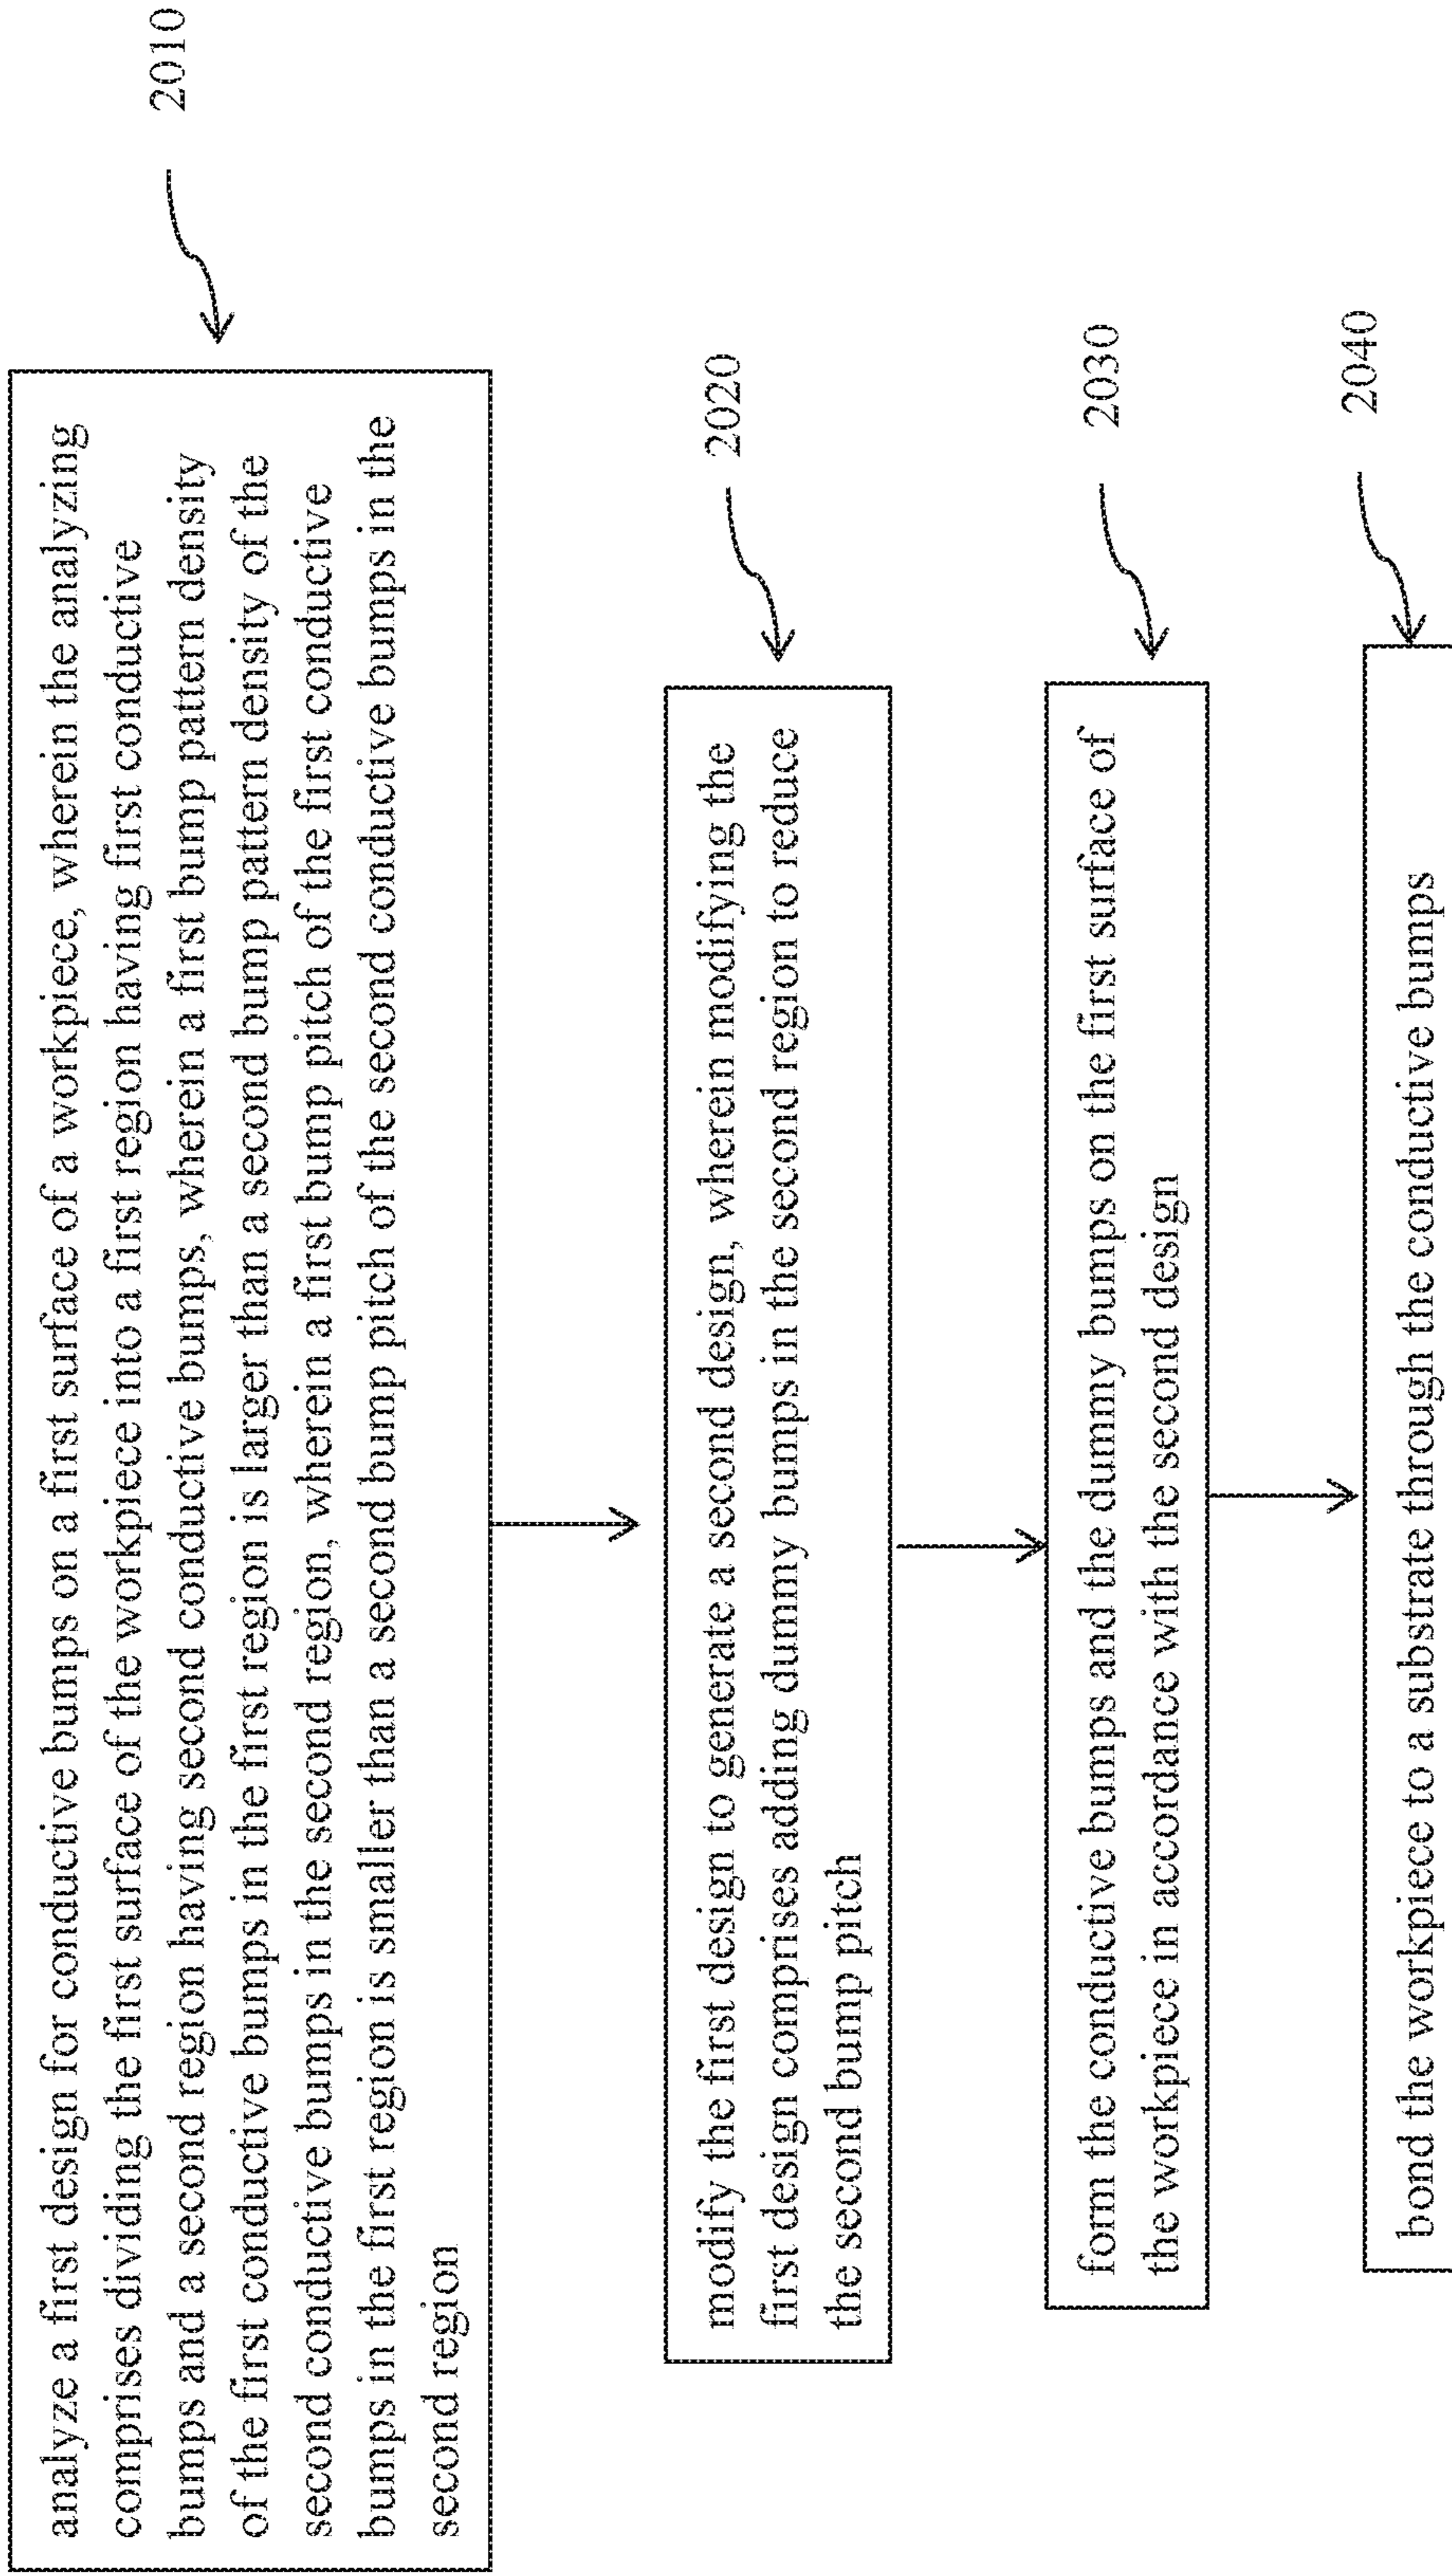 analyze a first design for conductive bumps on a first surface of a workpiece, wherein the analyzing
comprises dividing the first surface of the workpiece into a first region having first conductive
bumps and a second region having second conductive bumps, wherein a first bump pattern density
of the first conductive bumps in the first region is larger than a second bump pattern density of the
second conductive bumps in the second region, wherein a first bump pitch of the first conductive
bumps in the first region is smaller than a second bump pitch of the second conductive bumps in the
second region
2010
modify the first design to generate a second design, wherein modifying the
first design comprises adding dummy bumps in the second region to reduce
the second bump pitch
2020
form the conductive bumps and the dummy bumps on the first surface of
the workpiece in accordance with the second design
2030
bond the workpiece to a substrate through the conductive bumps
2040